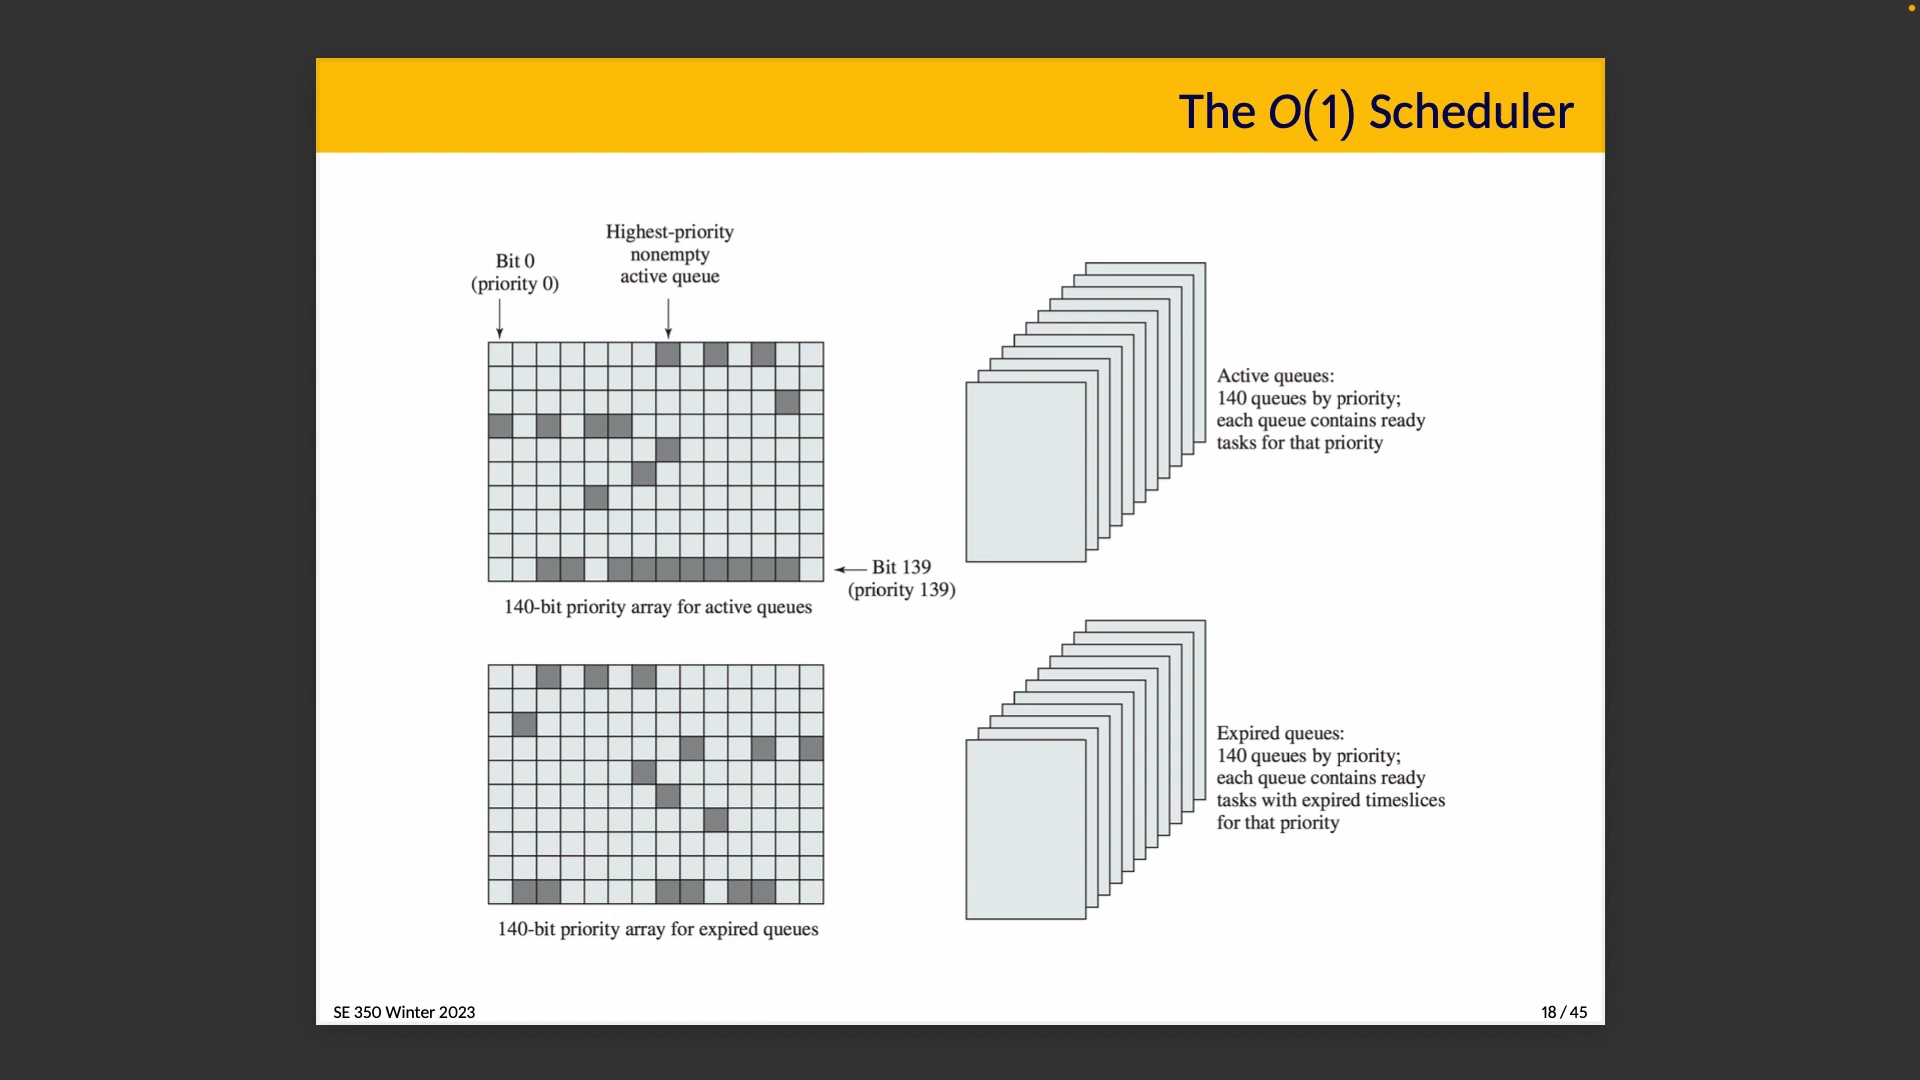 The O(1) Scheduler
Highest-priority
nonempty
active queue
Bit 0
(priority 0)
Active queues:
140 queues by priority;
each queue contains ready
tasks for that priority
Bit 139
(priority 139)
140-bit priority array for active queues
Expired queues:
140 queues by priority;
each queue contains ready
tasks with expired timeslices
for that priority
140-bit priority array for expired queues
SE 350 Winter 2023
18 / 45